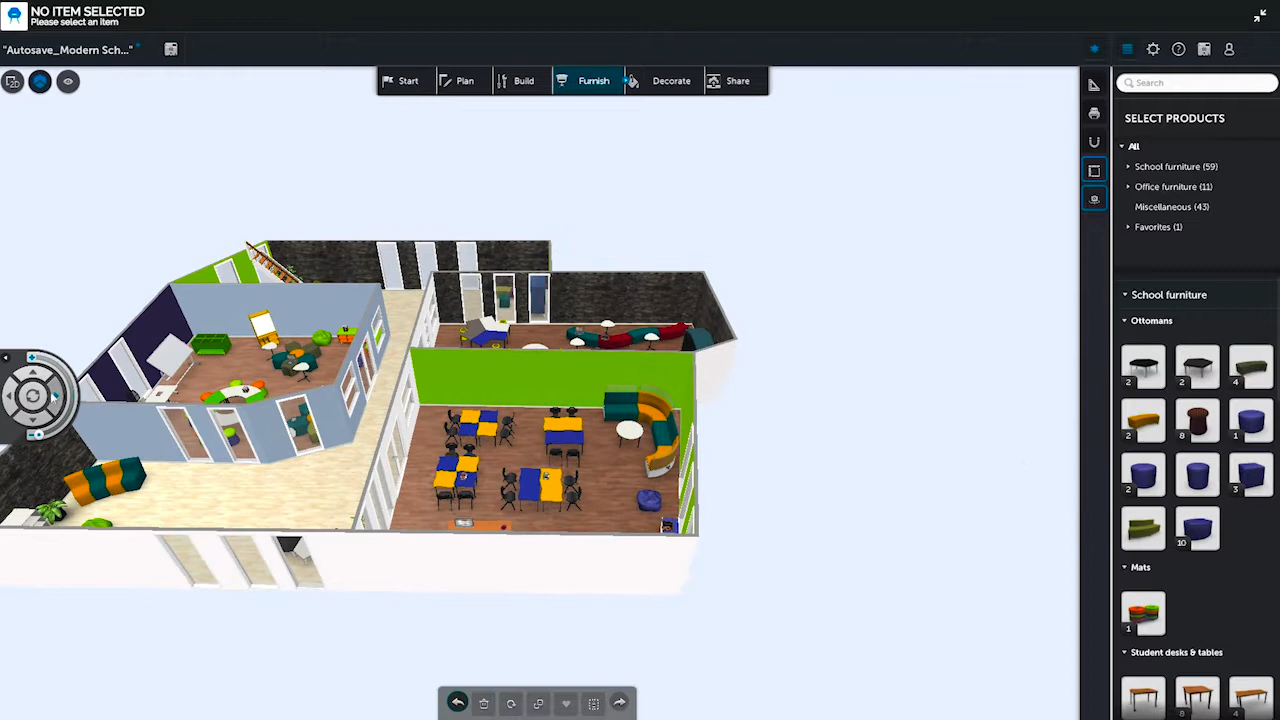 NO ITEM SELECTED
Please select an item
"Autosave_Modern Sch..."
2D
Start
Plan
Build
Furnish
Decorate
Share
Search
SELECT PRODUCTS
All
School furniture (59)
Office furniture (11)
Miscellaneous (43)
Favorites (1)
School furniture
Ottomans
2
2
4
2
8
1
2
3
10
Mats
1
Student desks & tables
8
4